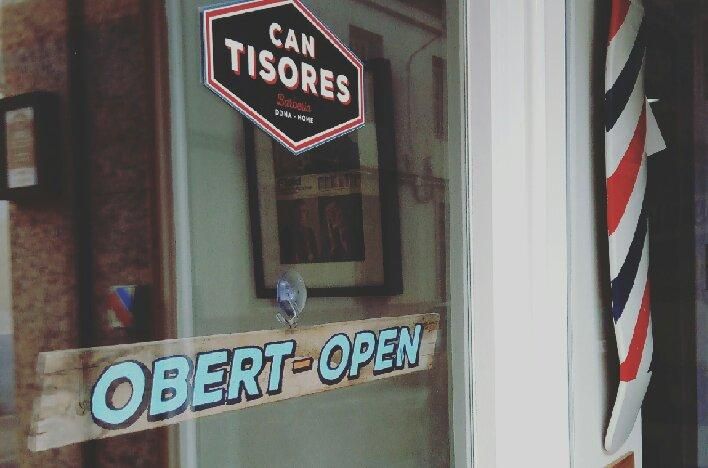 CAN
TISORES
Barberia
DONA - HOME
OBERT-OPEN